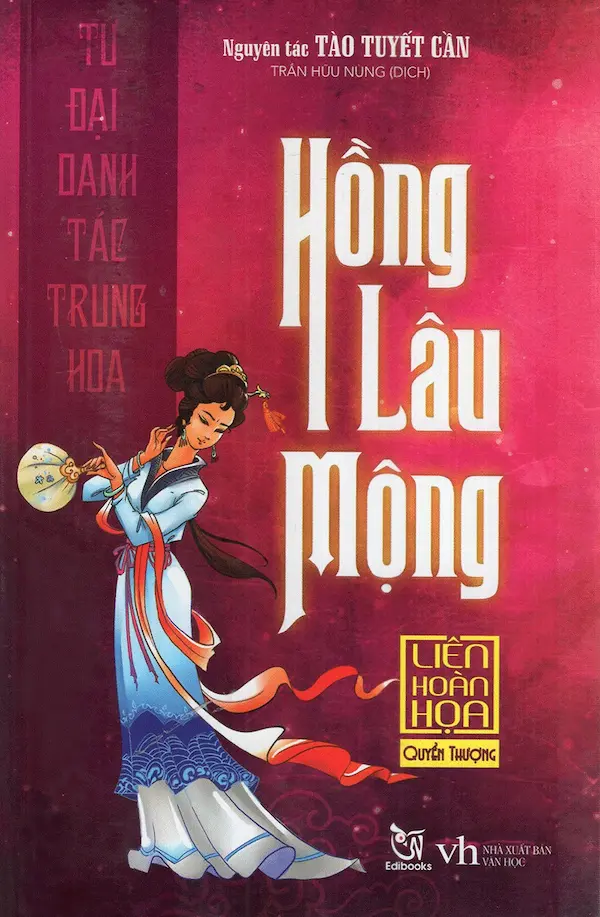 TỨ
ĐẠI
DANH
TÁC
TRUNG
HOA
Nguyên tác TÀO TUYẾT CẦN
TRẦN HỮU NÙNG (DỊCH)
HỒNG
LÂU
MỘNG
LIÊN
HOÀN
HỌA
QUYỂN THƯỢNG
Edibooks
vh NHÀ XUẤT BẢN
VĂN HỌC